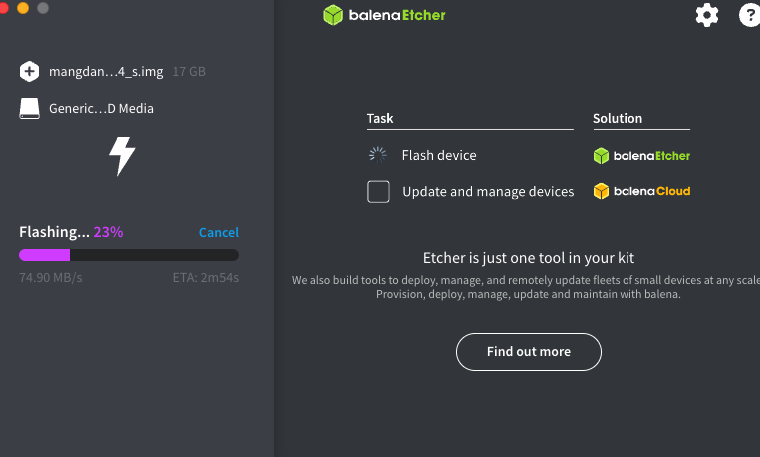 balenaEtcher
?
mangdan...4_s.img 17 GB
Generic...D Media
Flashing... 23% Cancel
74.90 MB/s ETA: 2m54s
Task Solution
Flash device balenaEtcher
Update and manage devices balenaCloud
Etcher is just one tool in your kit
We also build tools to deploy, manage, and remotely update fleets of small devices at any scale
Provision, deploy, manage, update and maintain with balena.
Find out more